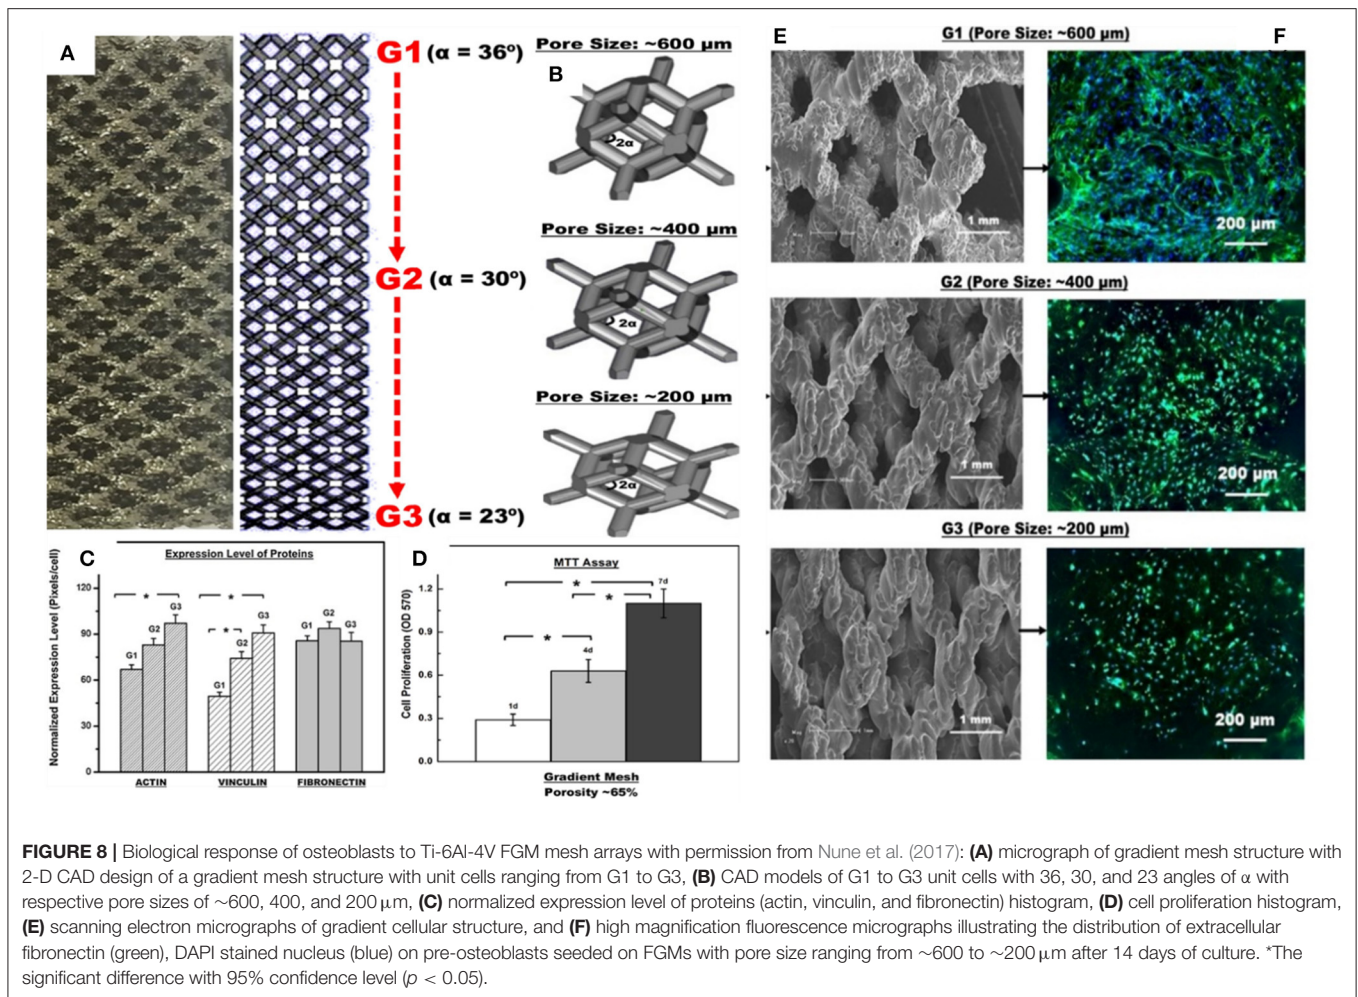 A
G1 (α = 36º)
G2 (α = 30º)
G3 (α = 23º)
Pore Size: ~600 µm
B
2α
Pore Size: ~400 µm
2α
Pore Size: ~200 µm
2α
C
Expression Level of Proteins
Normalized Expression Level (Pixels/cell)
120
90
60
30
0
*
G1
G2
G3
*
*
G1
G2
G3
G1
G2
G3
ACTIN
VINCULIN
FIBRONECTIN
D
MTT Assay
Cell Proliferation (OD 570)
1.2
0.9
0.6
0.3
0.0
*
*
*
1d
4d
7d
Gradient Mesh
Porosity ~65%
E
F
G1 (Pore Size: ~600 µm)
1 mm
200 µm
G2 (Pore Size: ~400 µm)
1 mm
200 µm
G3 (Pore Size: ~200 µm)
1 mm
200 µm
FIGURE 8 | Biological response of osteoblasts to Ti-6Al-4V FGM mesh arrays with permission from Nune et al. (2017): (A) micrograph of gradient mesh structure with
2-D CAD design of a gradient mesh structure with unit cells ranging from G1 to G3, (B) CAD models of G1 to G3 unit cells with 36, 30, and 23 angles of α with
respective pore sizes of ~600, 400, and 200 µm, (C) normalized expression level of proteins (actin, vinculin, and fibronectin) histogram, (D) cell proliferation histogram,
(E) scanning electron micrographs of gradient cellular structure, and (F) high magnification fluorescence micrographs illustrating the distribution of extracellular
fibronectin (green), DAPI stained nucleus (blue) on pre-osteoblasts seeded on FGMs with pore size ranging from ~600 to ~200 µm after 14 days of culture. *The
significant difference with 95% confidence level (p < 0.05).